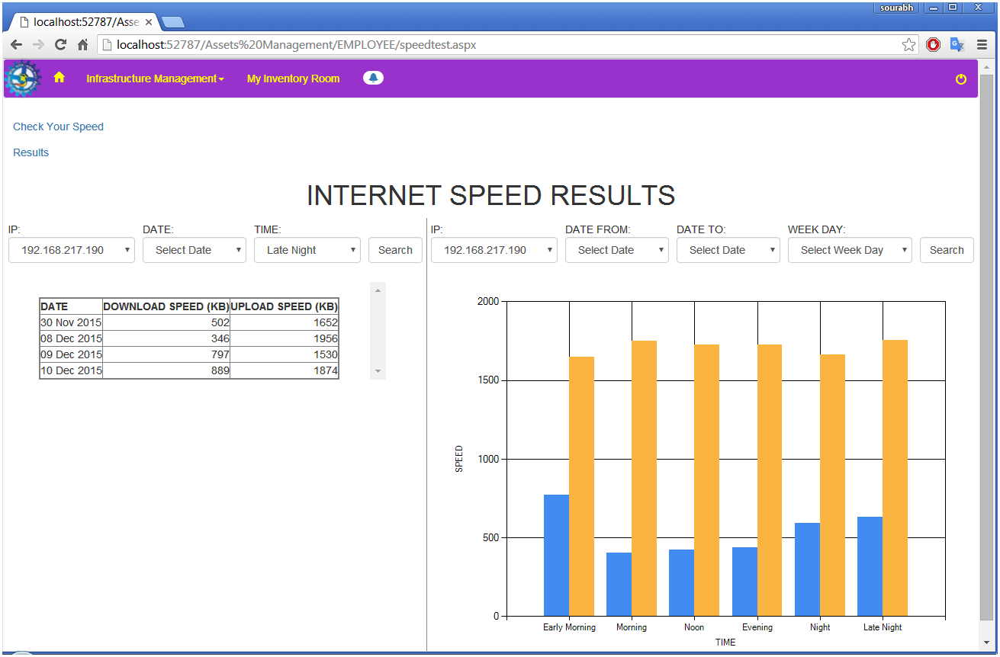 sourabh
localhost:52787/Asse
localhost:52787/Assets%20Management/EMPLOYEE/speedtest.aspx
Infrastructure Management My Inventory Room
Check Your Speed
Results
INTERNET SPEED RESULTS
IP: DATE: TIME:
192.168.217.190 Select Date Late Night Search
DATE DOWNLOAD SPEED (KB) UPLOAD SPEED (KB)
30 Nov 2015 502 1652
08 Dec 2015 346 1956
09 Dec 2015 797 1530
10 Dec 2015 889 1874
IP: DATE FROM: DATE TO: WEEK DAY:
192.168.217.190 Select Date Select Date Select Week Day Search
2000
1500
1000
500
0
SPEED
Early Morning Morning Noon Evening Night Late Night
TIME